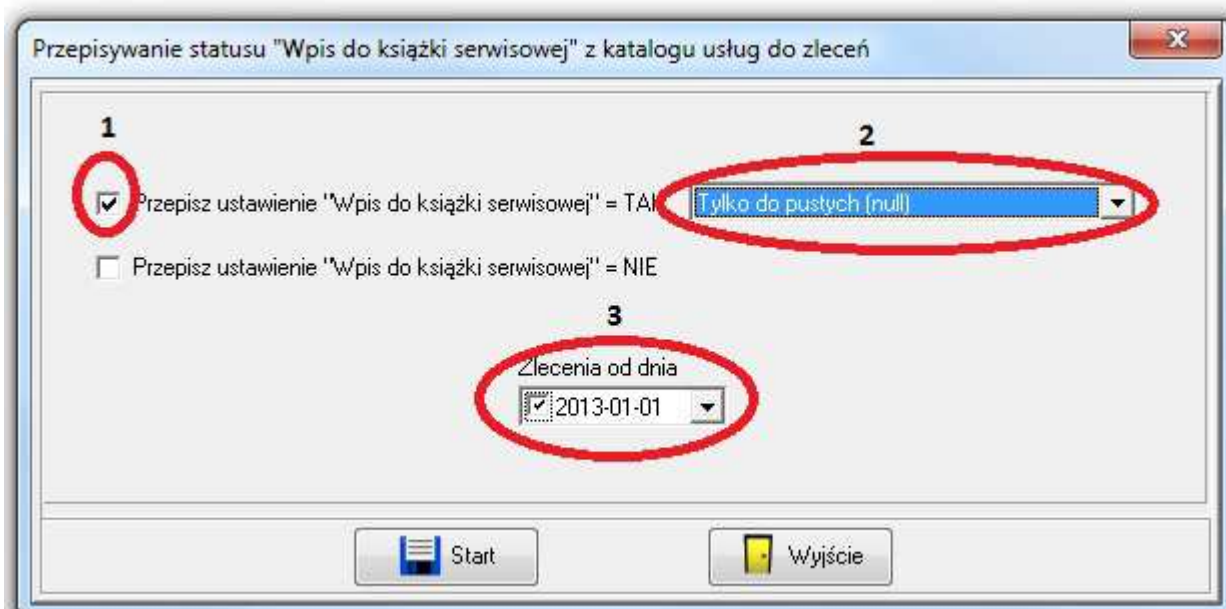 Przepisywanie statusu "Wpis do książki serwisowej" z katalogu usług do zleceń
1
2
Przepisz ustawienie "Wpis do książki serwisowej" = TAK Tylko do pustych (null)
Przepisz ustawienie "Wpis do książki serwisowej" = NIE
3
Zlecenia od dnia
2013-01-01
Start Wyjście